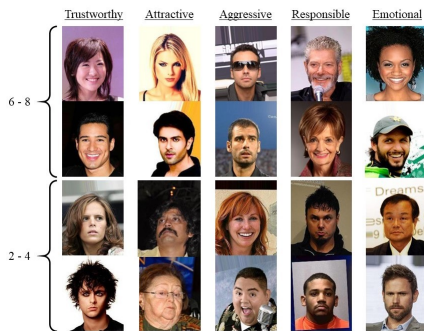 Trustworthy Attractive Aggressive Responsible Emotional
6 - 8
2 - 4
Dreams